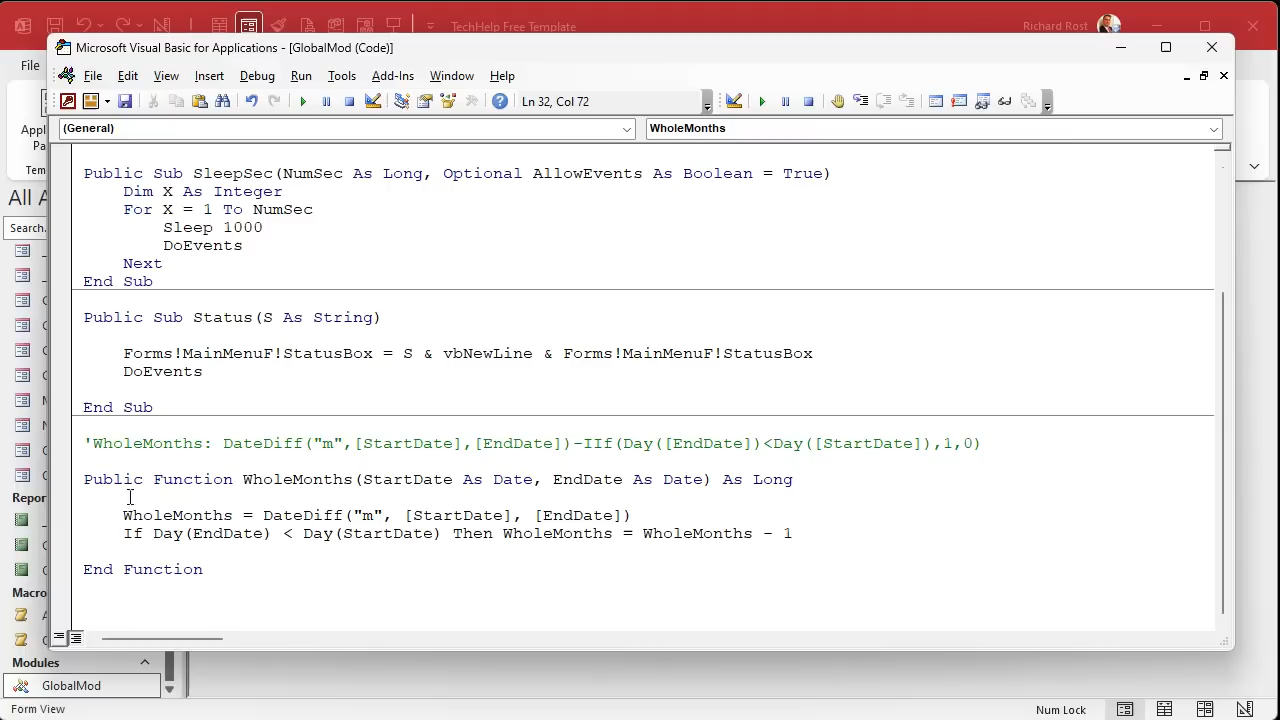 TechHelp Free Template
Richard Rost
Microsoft Visual Basic for Applications - [GlobalMod (Code)]
File
File Edit View Insert Debug Run Tools Add-Ins Window Help
Ln 32, Col 72
(General)
WholeMonths
All A
Search.
Public Sub SleepSec(NumSec As Long, Optional AllowEvents As Boolean = True)
Dim X As Integer
For X = 1 To NumSec
Sleep 1000
DoEvents
Next
End Sub
Public Sub Status(S As String)
Forms!MainMenuF!StatusBox = S & vbNewLine & Forms!MainMenuF!StatusBox
DoEvents
End Sub
'WholeMonths: DateDiff("m",[StartDate],[EndDate])-IIf(Day([EndDate])<Day([StartDate]),1,0)
Public Function WholeMonths(StartDate As Date, EndDate As Date) As Long
WholeMonths = DateDiff("m", [StartDate], [EndDate])
If Day(EndDate) < Day(StartDate) Then WholeMonths = WholeMonths - 1
End Function
Repor
Macro
Modules
GlobalMod
Form View
Num Lock